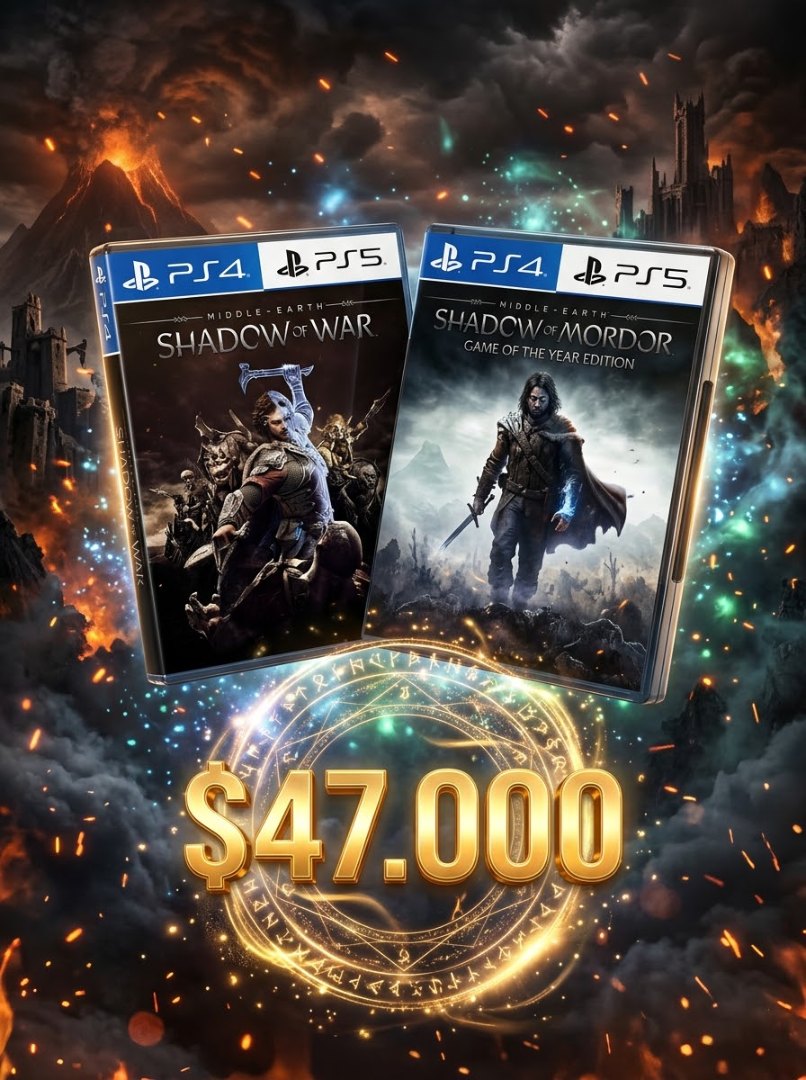 PS4 PS5
MIDDLE-EARTH
SHADOW OF WAR
PS4 PS5
MIDDLE-EARTH
SHADOW OF MORDOR
GAME OF THE YEAR EDITION
PS4
$47.000